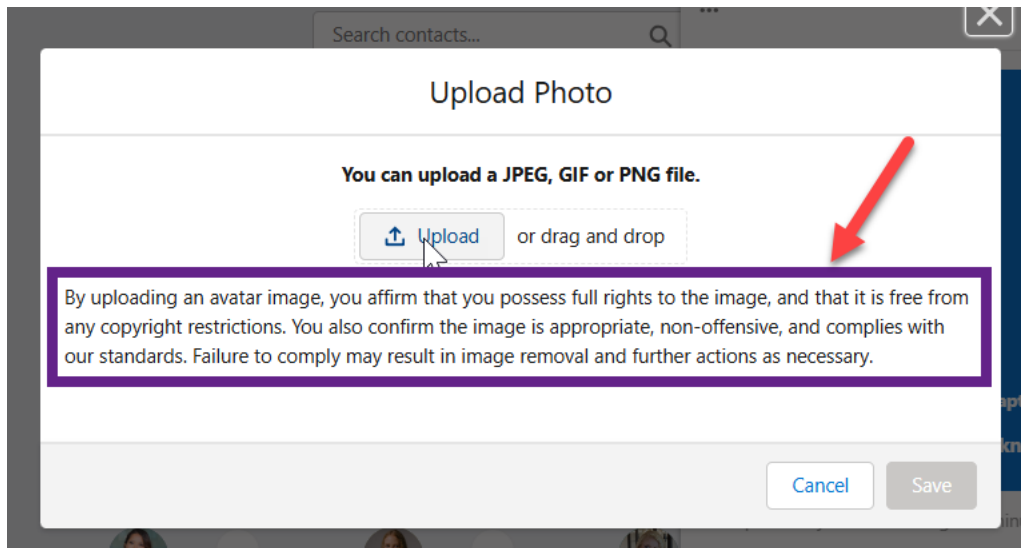 Search contacts...
Upload Photo
You can upload a JPEG, GIF or PNG file.
Upload or drag and drop
By uploading an avatar image, you affirm that you possess full rights to the image, and that it is free from
any copyright restrictions. You also confirm the image is appropriate, non-offensive, and complies with
our standards. Failure to comply may result in image removal and further actions as necessary.
Cancel Save